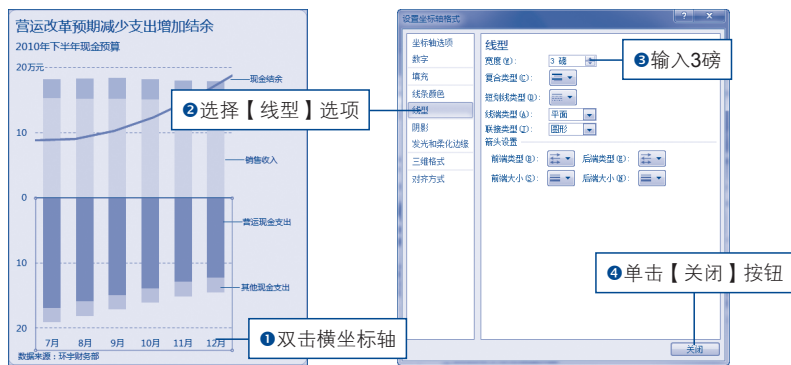 营运改革预期减少支出增加结余
2010年下半年现金预算
20万元
现金结余
10
销售收入
0
营运现金支出
10
其他现金支出
20
7月 8月 9月 10月 11月 12月
数据来源：环宇财务部
❶双击横坐标轴
❷选择【线型】选项
设置坐标轴格式
坐标轴选项
数字
填充
线条颜色
线型
阴影
发光和柔化边缘
三维格式
对齐方式
线型
宽度(W)： 3 磅
复合类型(C)：
短划线类型(D)：
线端类型(A)： 平面
联接类型(J)： 圆形
箭头设置
前端类型(B)： 后端类型(E)：
前端大小(S)： 后端大小(N)：
❸输入3磅
❹单击【关闭】按钮
关闭